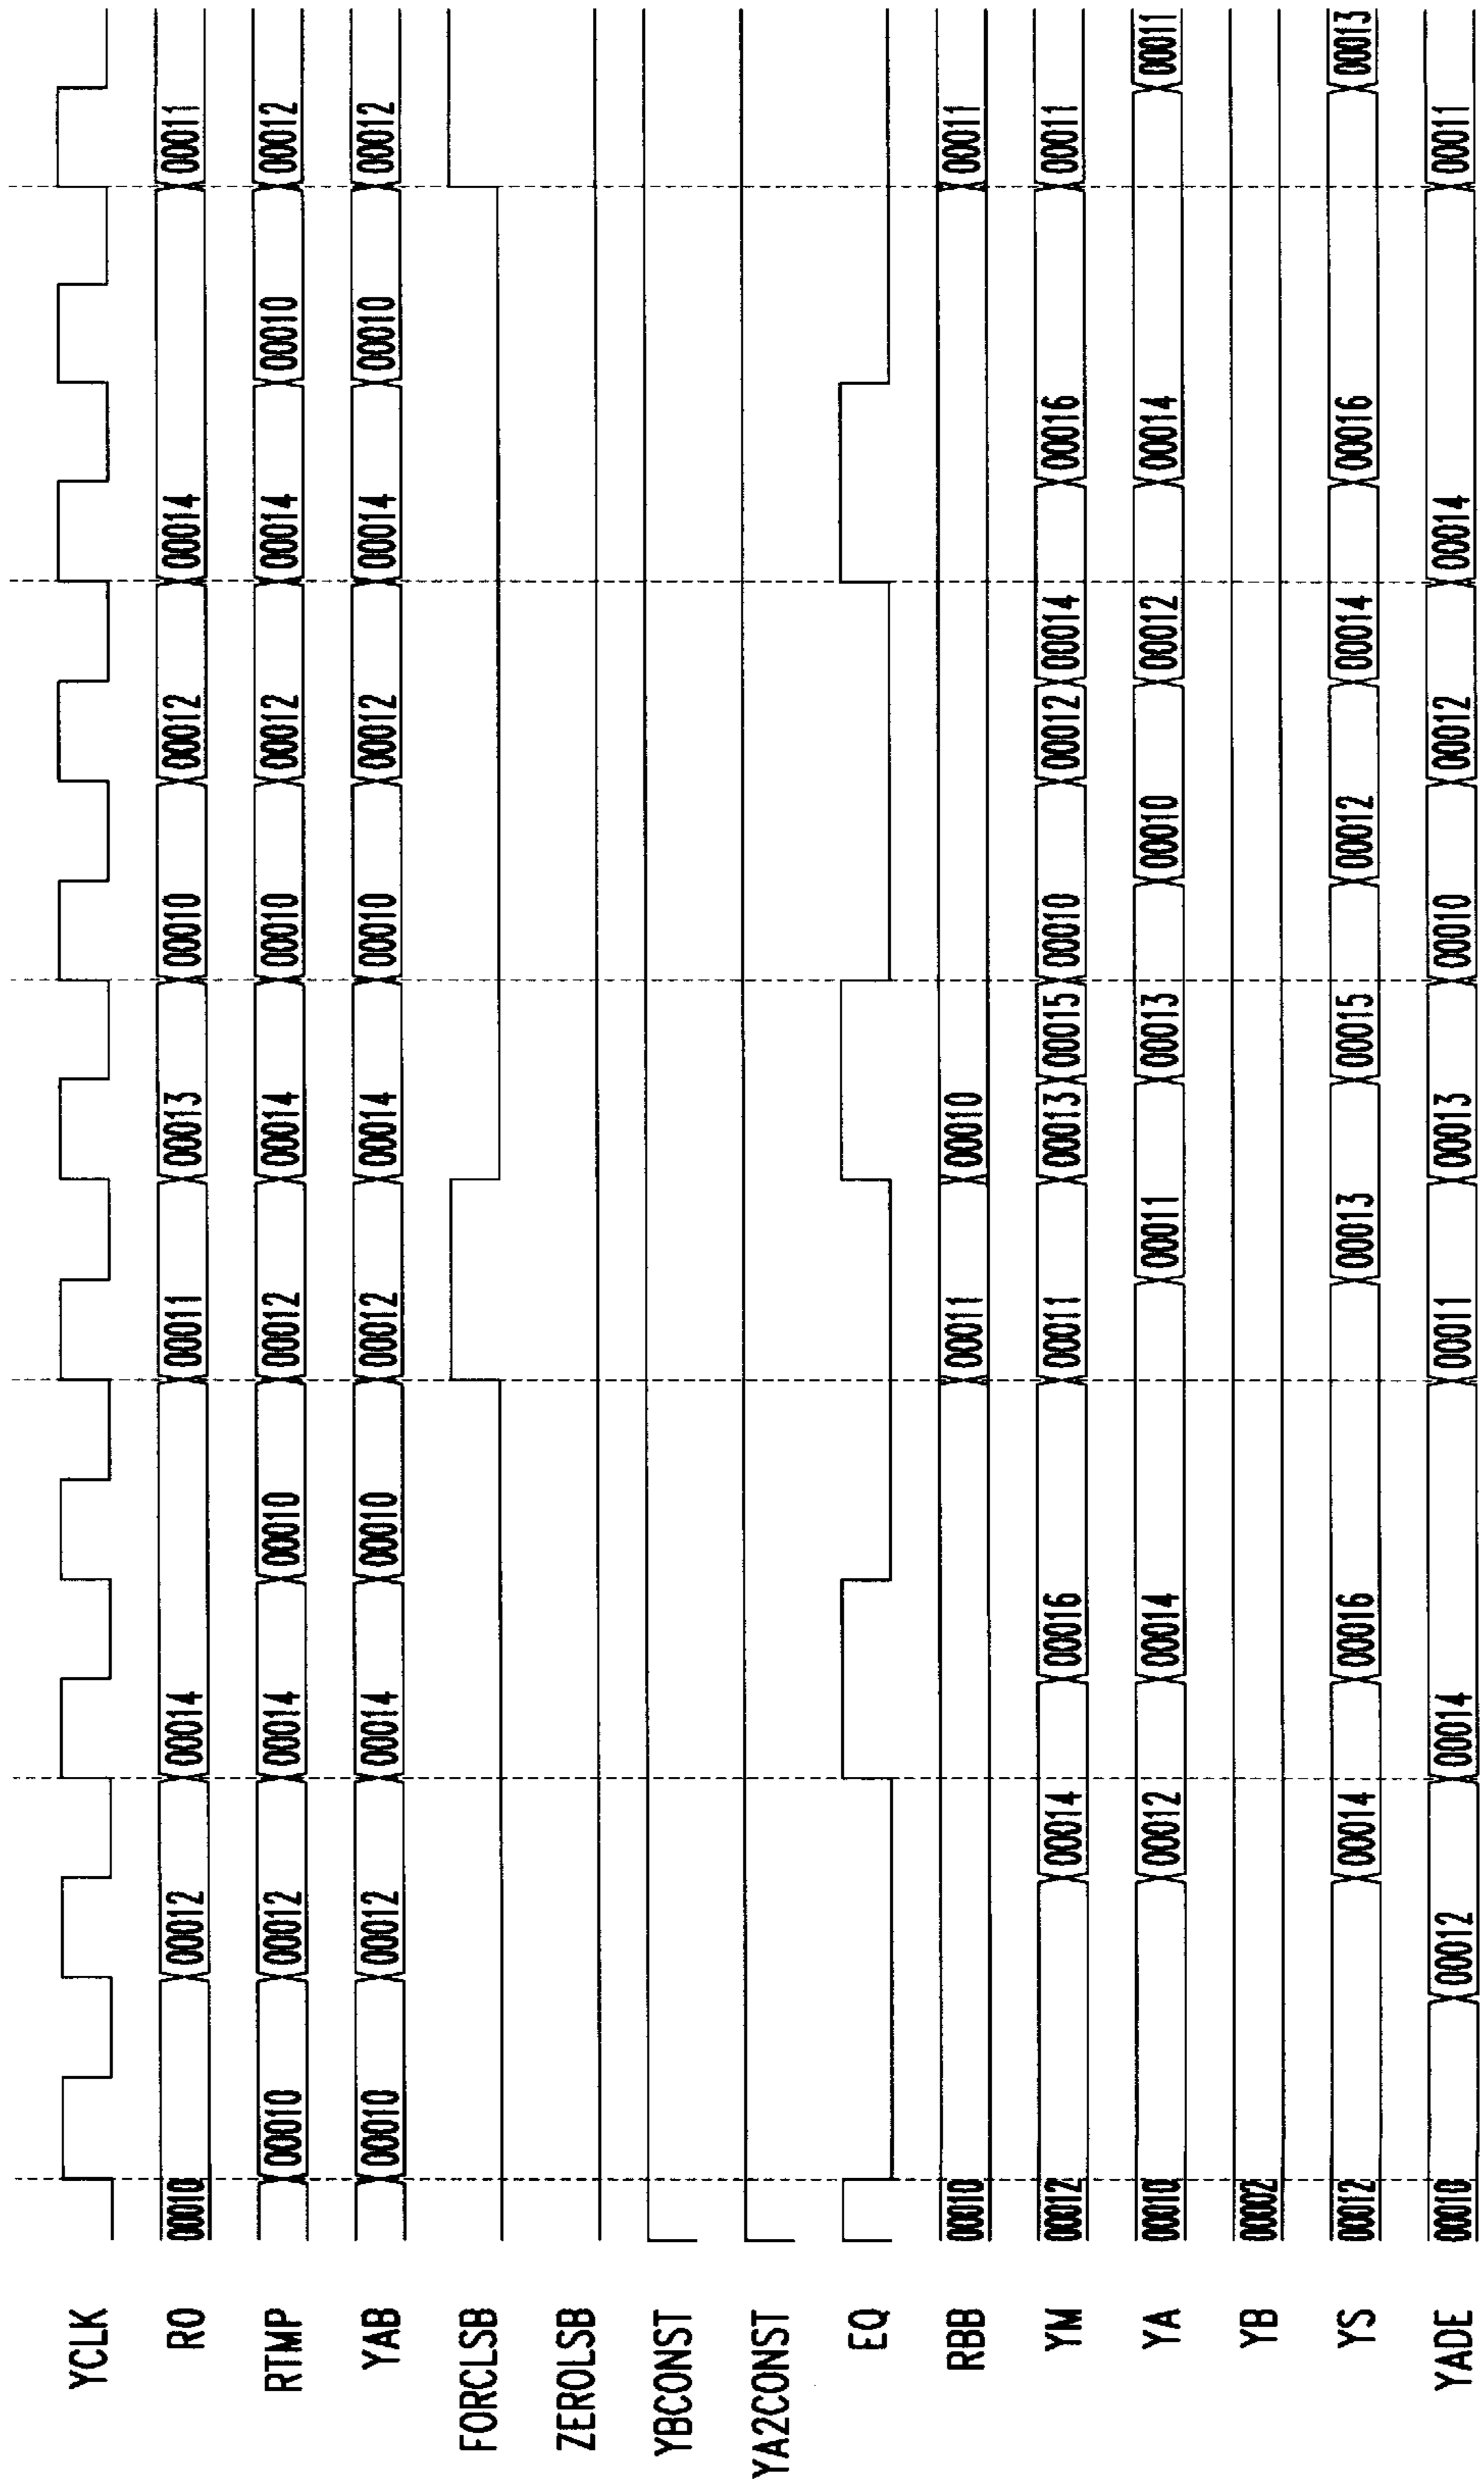 YCLK
RO 00010 00012 00014 00011 00013 00010 00012 00014 00011
RTMP 00010 00012 00014 00010 00012 00014 00010 00012 00014 00010 00012
YAB 00010 00012 00014 00010 00012 00014 00010 00012 00014 00010 00012
FORCLSB
ZEROLSB
YBCONST
YA2CONST
EQ
RBB 00010 00011 00010 00011
YM 00012 00014 00016 00011 00013 00015 00010 00012 00014 00016 00011
YA 00010 00012 00014 00011 00013 00010 00012 00014 00011
YB 00002
YS 00012 00014 00016 00013 00015 00012 00014 00016 00013
YADE 00010 00012 00014 00011 00013 00010 00012 00014 00011